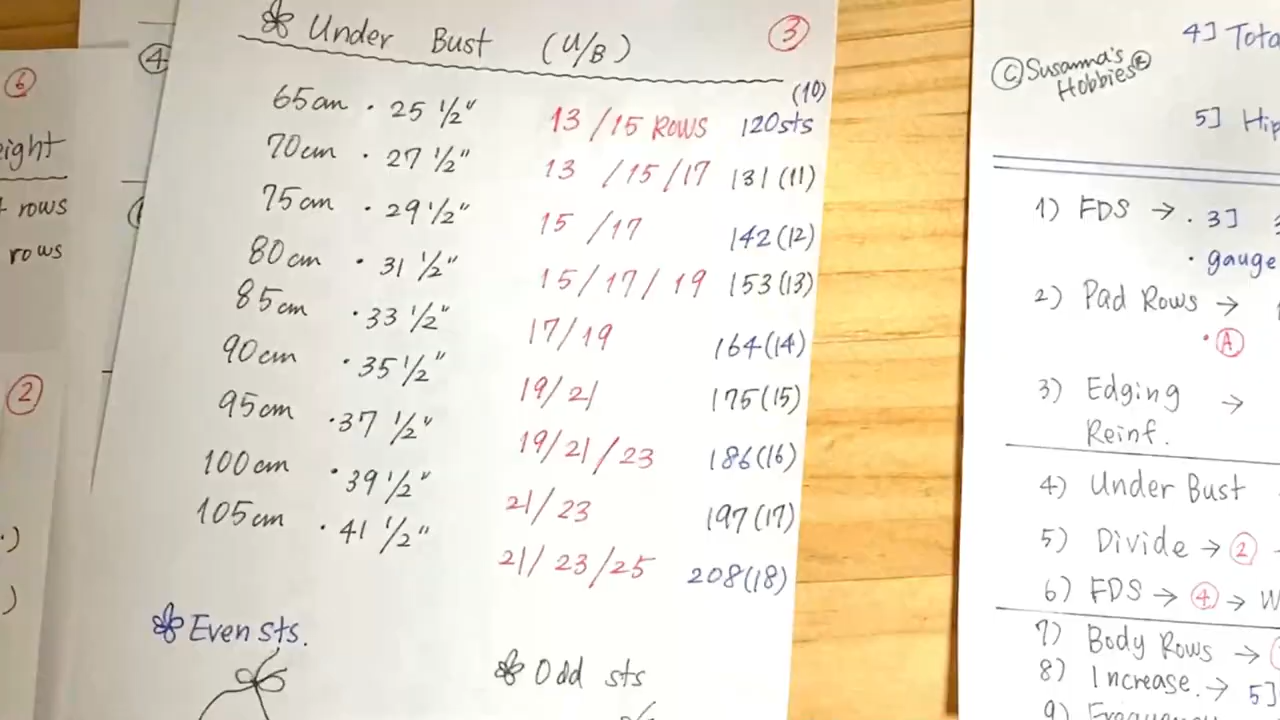 ❀ Under Bust (U/B) ③
65cm · 25 1/2" 13/15 Rows 120sts (10)
70cm · 27 1/2" 13/15/17 131(11)
75cm · 29 1/2" 15/17 142(12)
80cm · 31 1/2" 15/17/19 153(13)
85cm · 33 1/2" 17/19 164(14)
90cm · 35 1/2" 19/21 175(15)
95cm · 37 1/2" 19/21/23 186(16)
100cm · 39 1/2" 21/23 197(17)
105cm · 41 1/2" 21/23/25 208(18)
❀ Even sts.
❀ Odd sts
⑥
rows
rows
②
④
©Susanna's
Hobbies®
4]
5]
1) FDS → · 3]
· gauge
2) Pad Rows →
· Ⓐ
3) Edging →
Reinf.
4) Under Bust
5) Divide → ②
6) FDS → ④ →
7) Body Rows →
8) Increase. → 5]
9)